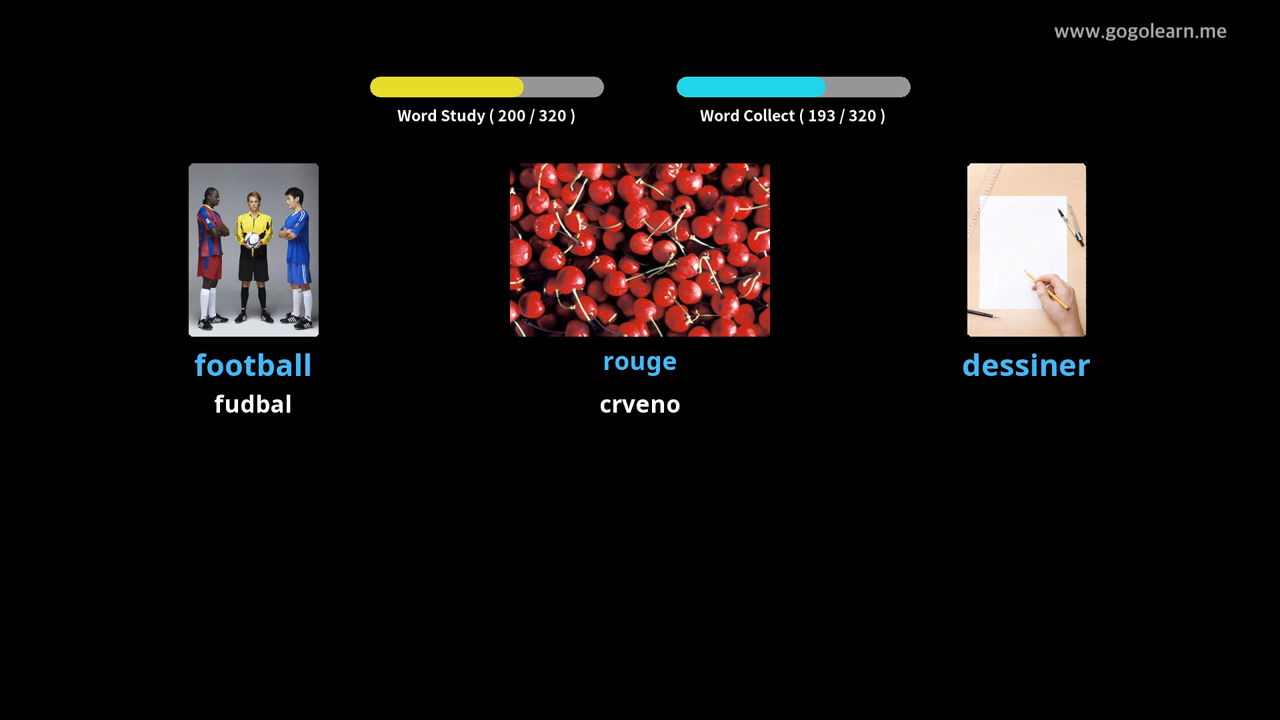 www.gogolearn.me
Word Study ( 200 / 320 )
Word Collect ( 193 / 320 )
football
rouge
dessiner
fudbal
crveno